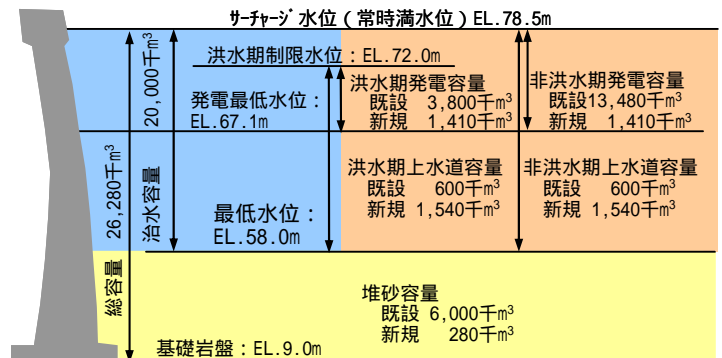 サーチャージ水位（常時満水位）EL.78.5m
洪水期制限水位：EL.72.0m
20,000千m³
治水容量
26,280千m³
総容量
発電最低水位：
EL.67.1m
洪水期発電容量
既設 3,800千m³
新規 1,410千m³
非洪水期発電容量
既設13,480千m³
新規 1,410千m³
最低水位：
EL.58.0m
洪水期上水道容量
既設 600千m³
新規 1,540千m³
非洪水期上水道容量
既設 600千m³
新規 1,540千m³
堆砂容量
既設 6,000千m³
新規 280千m³
基礎岩盤：EL.9.0m